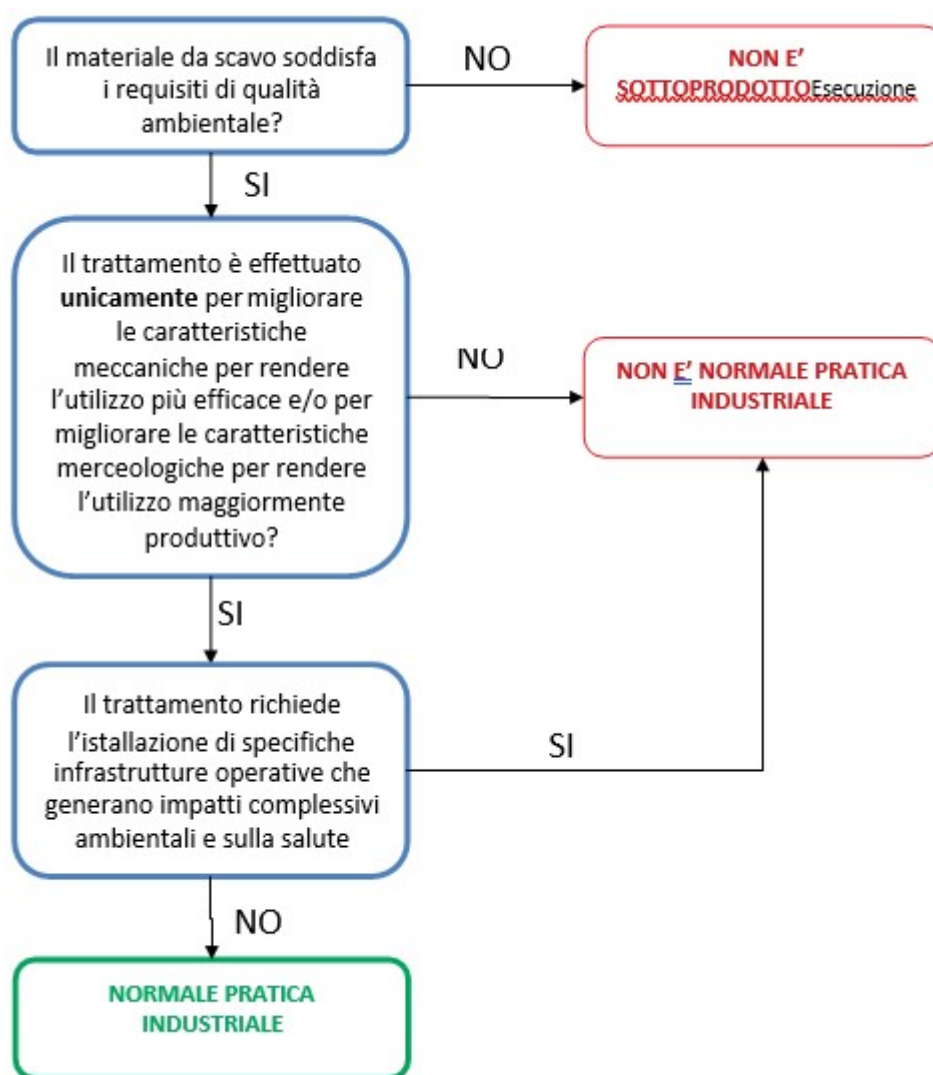 Il materiale da scavo soddisfa
i requisiti di qualità
ambientale?
NO
NON E'
SOTTOPRODOTTOEsecuzione
SI
Il trattamento è effettuato
unicamente per migliorare
le caratteristiche
meccaniche per rendere
l'utilizzo più efficace e/o per
migliorare le caratteristiche
merceologiche per rendere
l'utilizzo maggiormente
produttivo?
NO
NON E' NORMALE PRATICA
INDUSTRIALE
SI
Il trattamento richiede
l'istallazione di specifiche
infrastrutture operative che
generano impatti complessivi
ambientali e sulla salute
SI
NO
NORMALE PRATICA
INDUSTRIALE